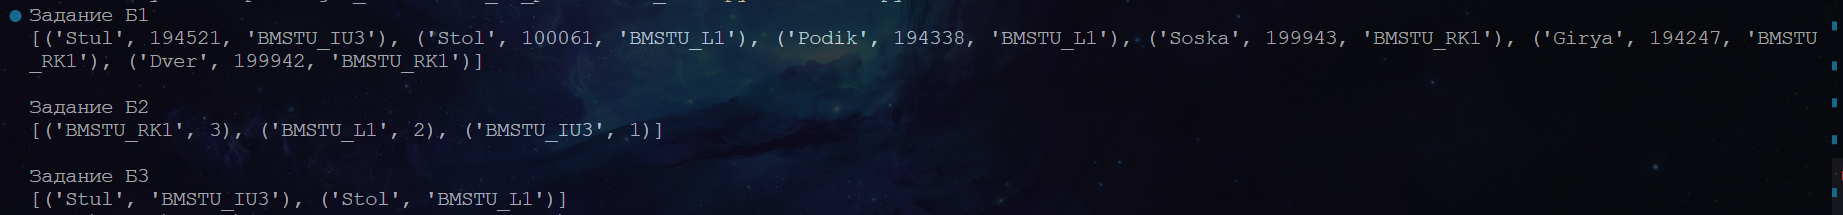 Задание Б1
[('Stul', 194521, 'BMSTU_IU3'), ('Stol', 100061, 'BMSTU_L1'), ('Podik', 194338, 'BMSTU_L1'), ('Soska', 199943, 'BMSTU_RK1'), ('Girya', 194247, 'BMSTU
_RK1'), ('Dver', 199942, 'BMSTU_RK1')]
Задание Б2
[('BMSTU_RK1', 3), ('BMSTU_L1', 2), ('BMSTU_IU3', 1)]
Задание Б3
[('Stul', 'BMSTU_IU3'), ('Stol', 'BMSTU_L1')]